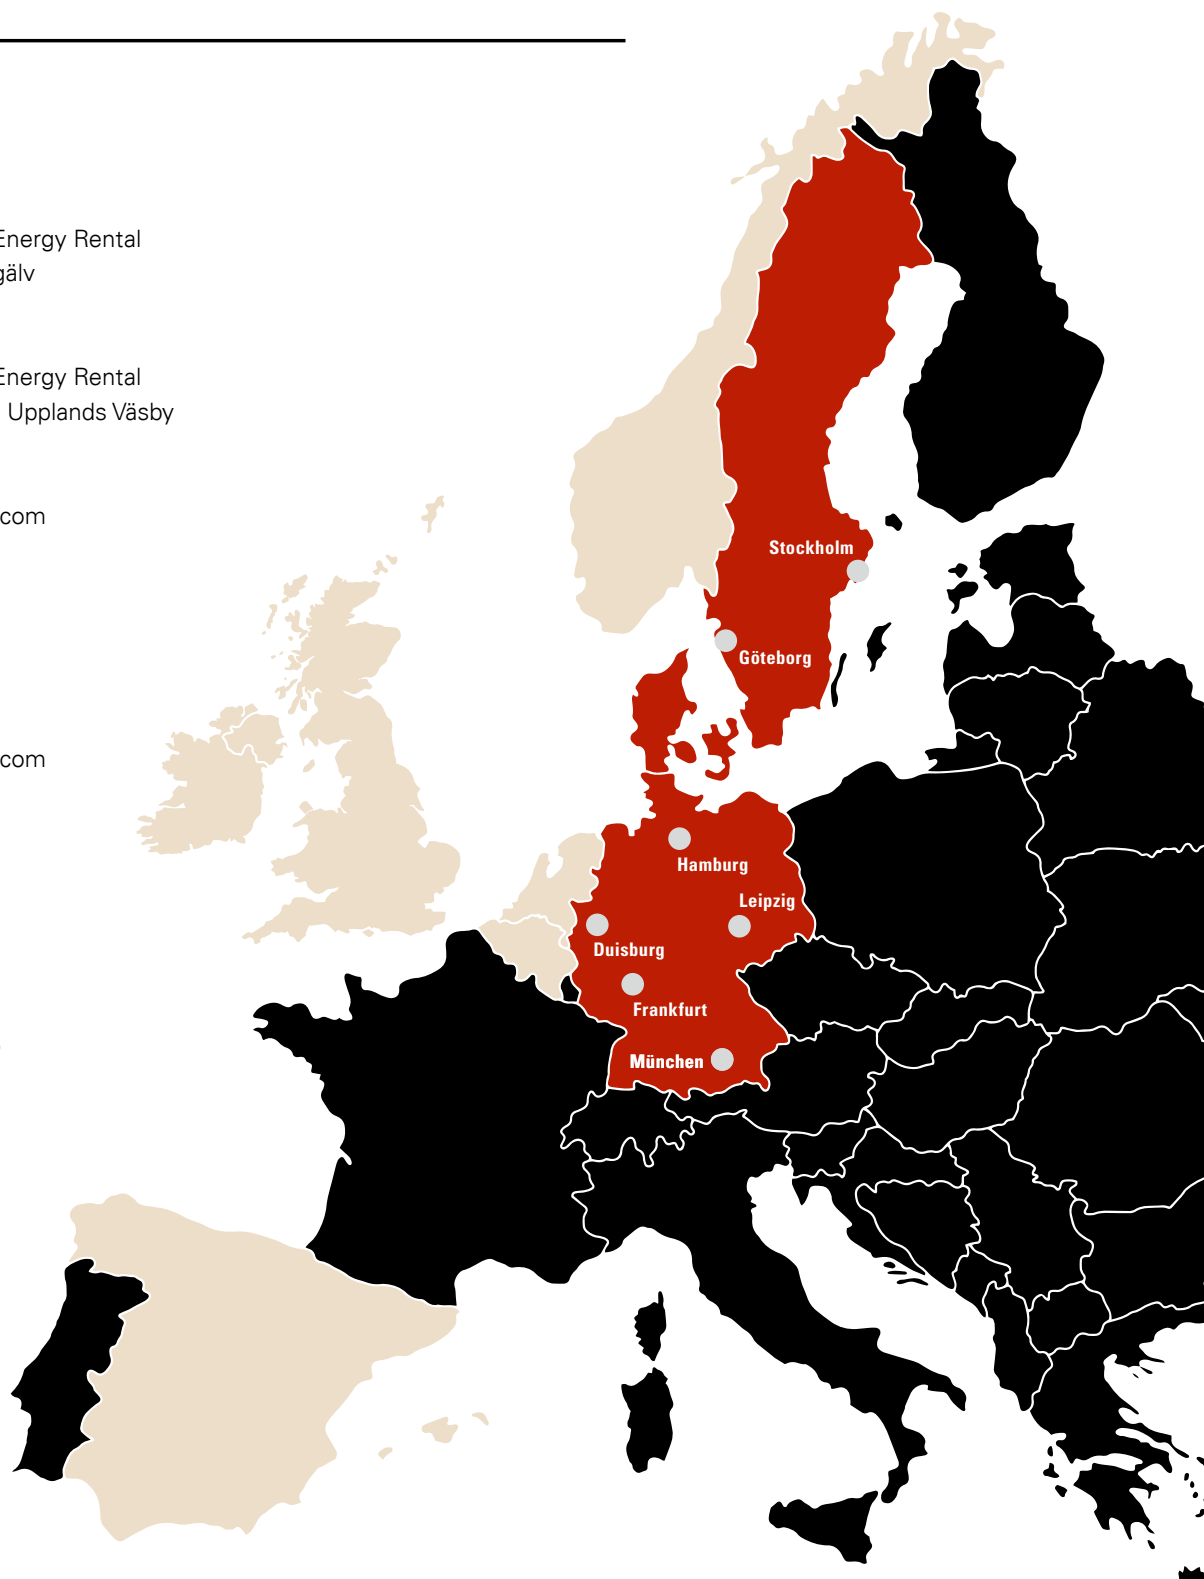 Energy Rental
gälv
Energy Rental
Upplands Väsby
com
com
Stockholm
Göteborg
Hamburg
Leipzig
Duisburg
Frankfurt
München